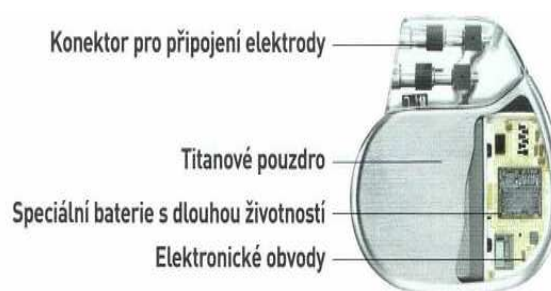 Konektor pro připojení elektrody
Titanové pouzdro
Speciální baterie s dlouhou životností
Elektronické obvody